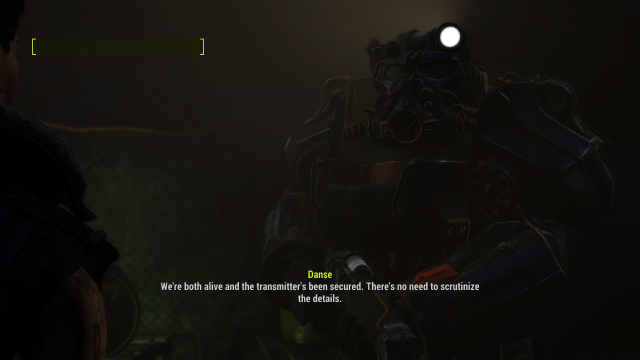 Danse
We're both alive and the transmitter's been secured. There's no need to scrutinize
the details.